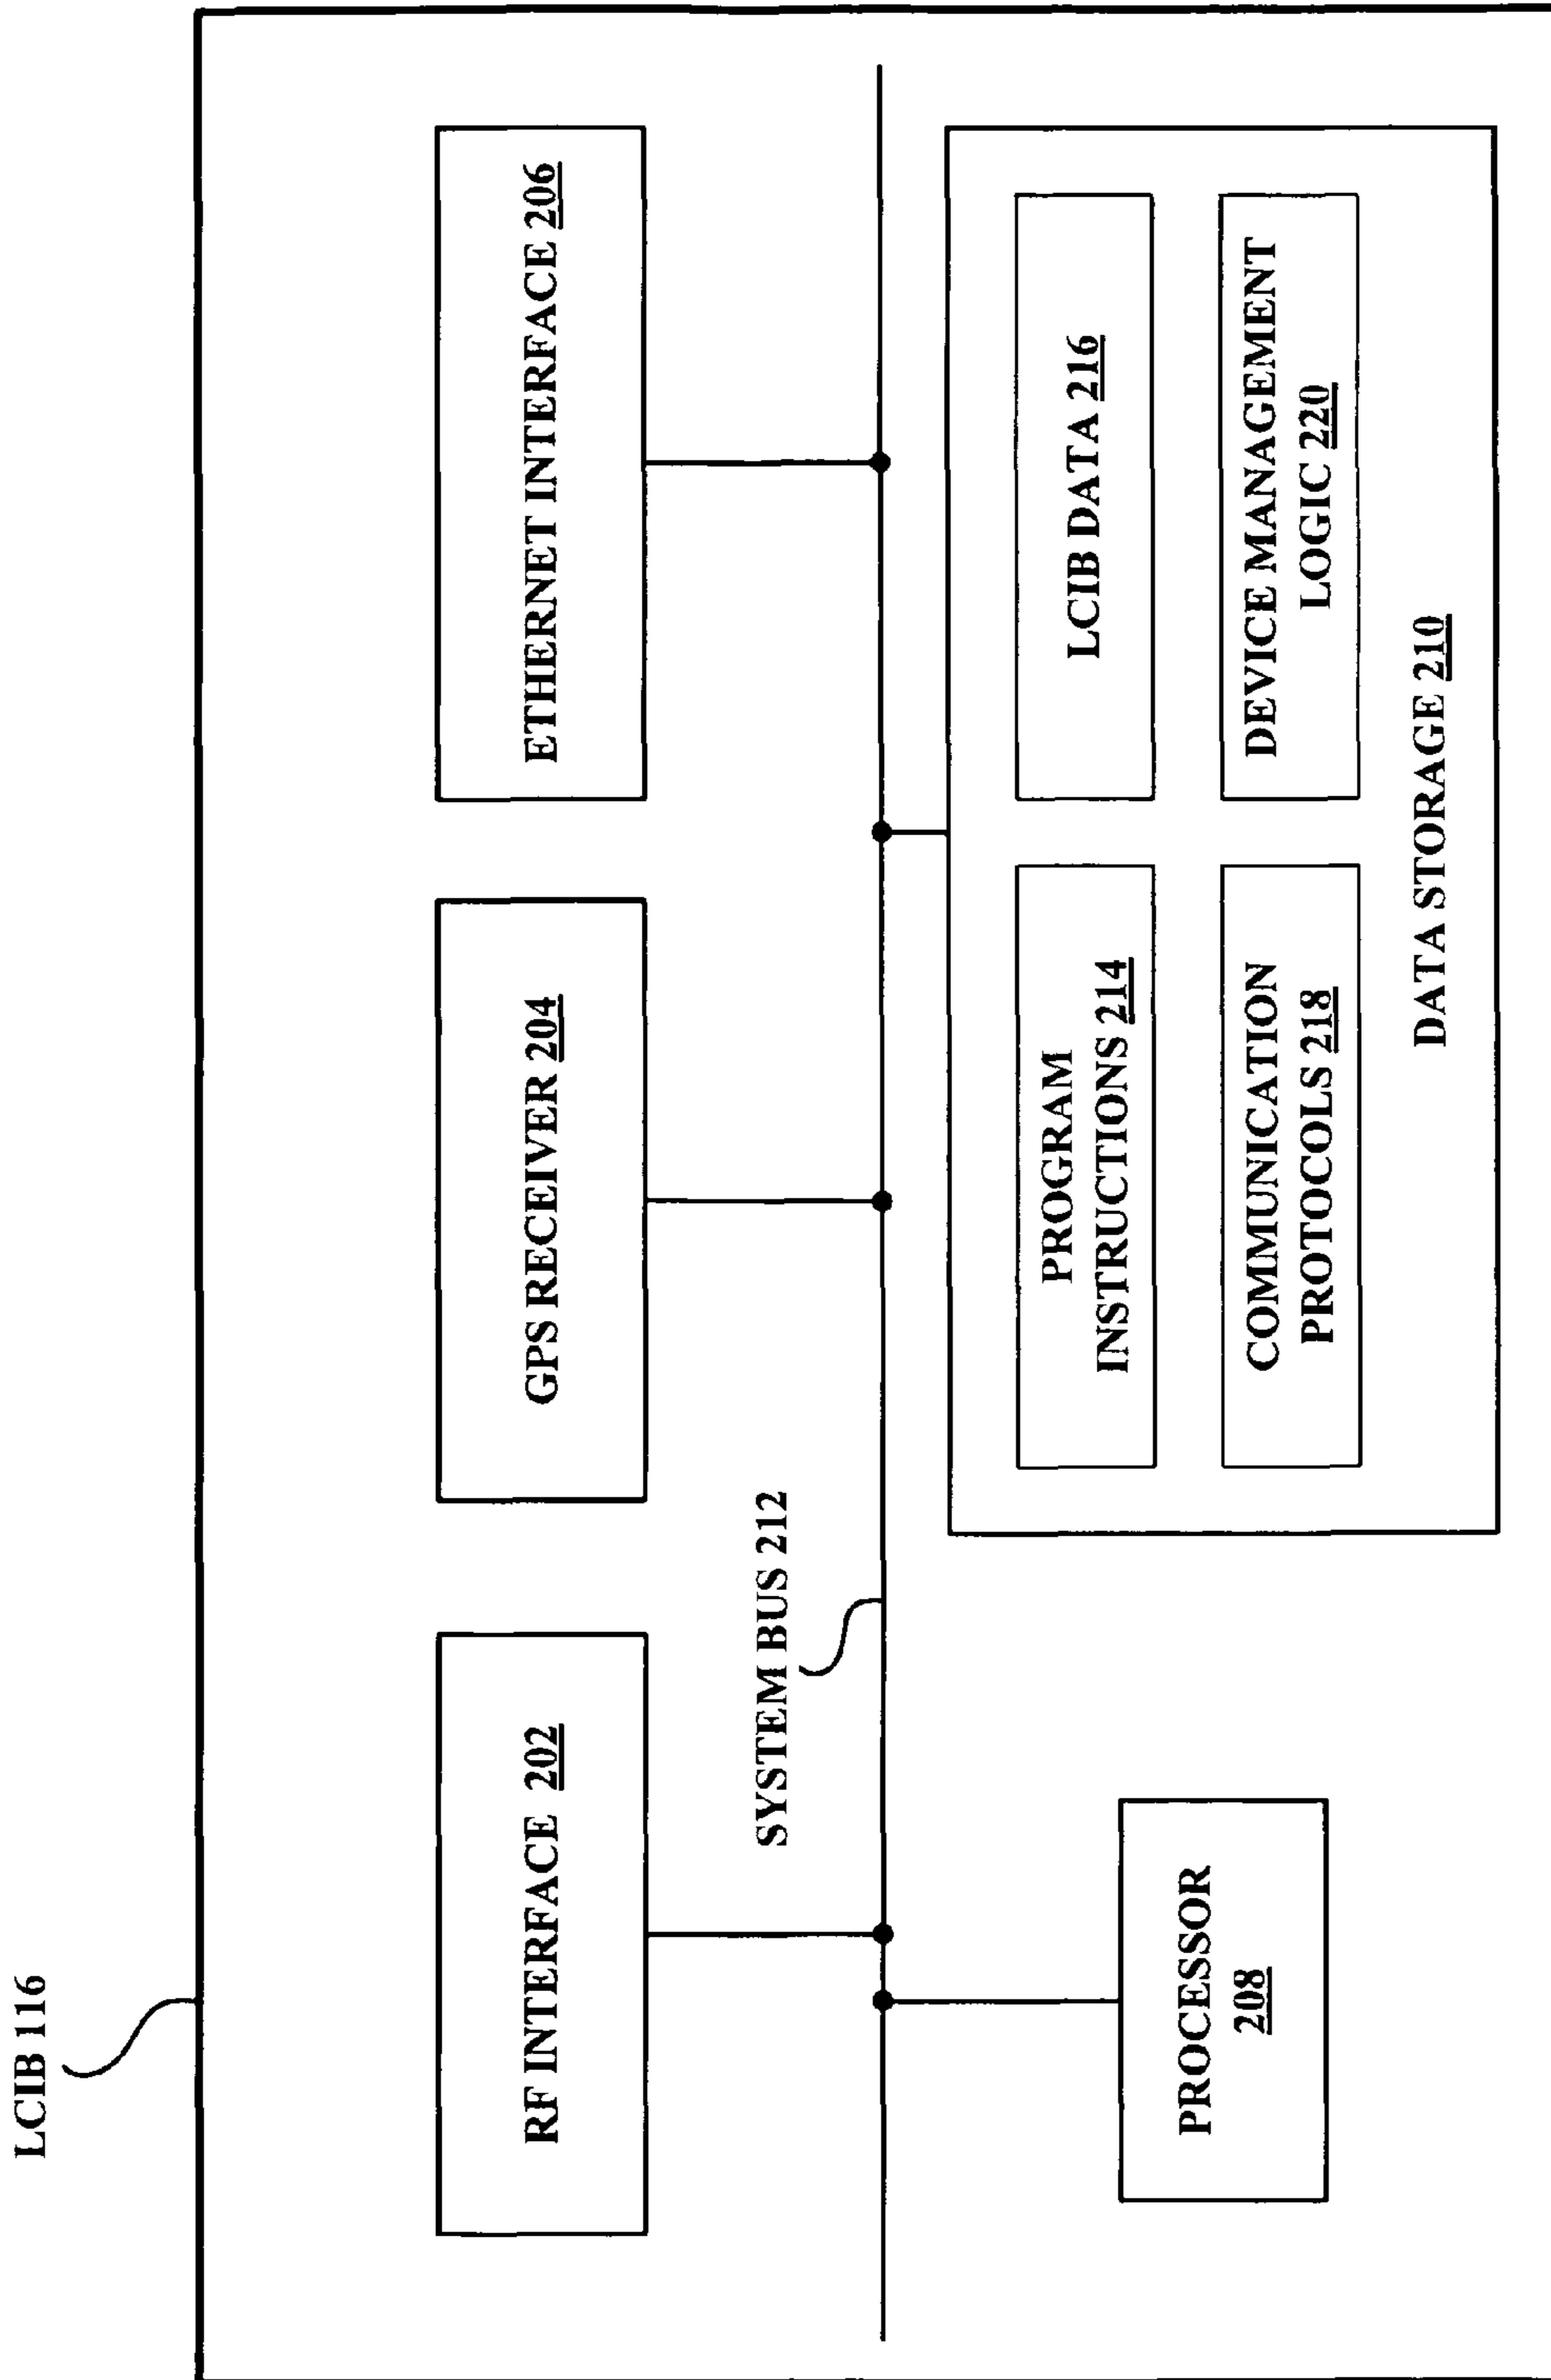 LCIB 116
RF INTERFACE 202
GPS RECEIVER 204
ETHERNET INTERFACE 206
SYSTEM BUS 212
PROCESSOR
208
PROGRAM
INSTRUCTIONS 214
LCIB DATA 216
COMMUNICATION
PROTOCOLS 218
DEVICE MANAGEMENT
LOGIC 220
DATA STORAGE 210